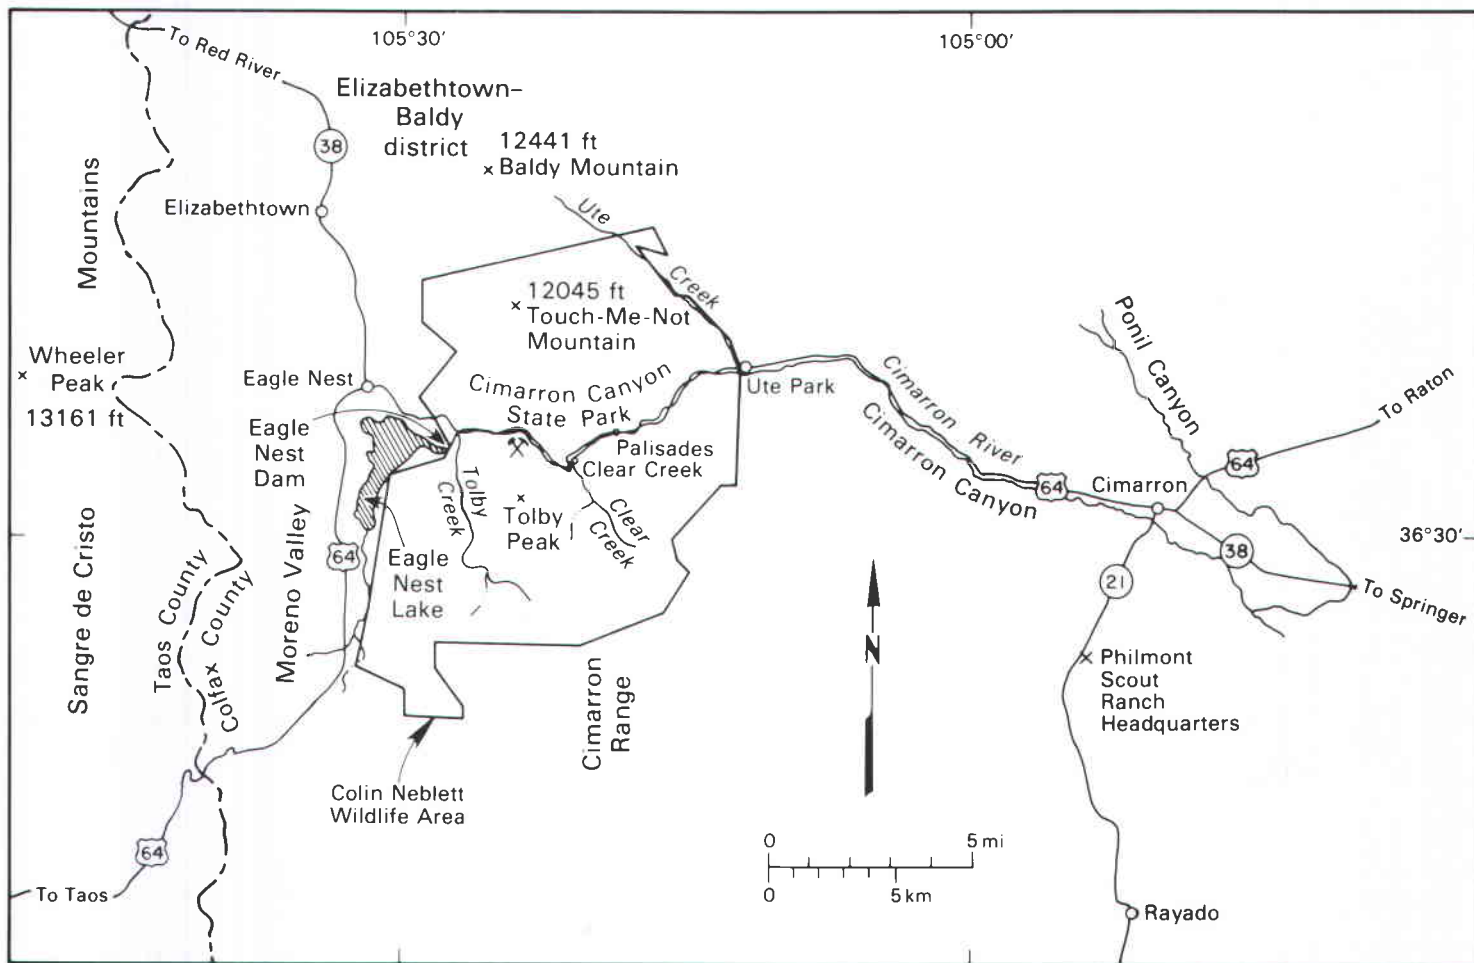 105°30'
105°00'
To Red River
38
Elizabethtown–
Baldy
district
12441 ft
Baldy Mountain
Elizabethtown
Ute
Creek
Mountains
12045 ft
Touch-Me-Not
Mountain
Wheeler
Peak
13161 ft
Eagle Nest
Cimarron Canyon
State Park
Ute Park
Cimarron River
Cimarron Canyon
Ponil Canyon
To Raton
64
Eagle
Nest
Dam
Palisades
Clear Creek
Tolby
Creek
Tolby
Peak
Clear
Creek
64
Cimarron
36°30'
38
21
To Springer
Sangre de Cristo
Taos County
Colfax County
Moreno Valley
64
Eagle
Nest
Lake
N
Philmont
Scout
Ranch
Headquarters
Cimarron
Range
Colin Neblett
Wildlife Area
0
5 mi
0
5 km
64
To Taos
Rayado